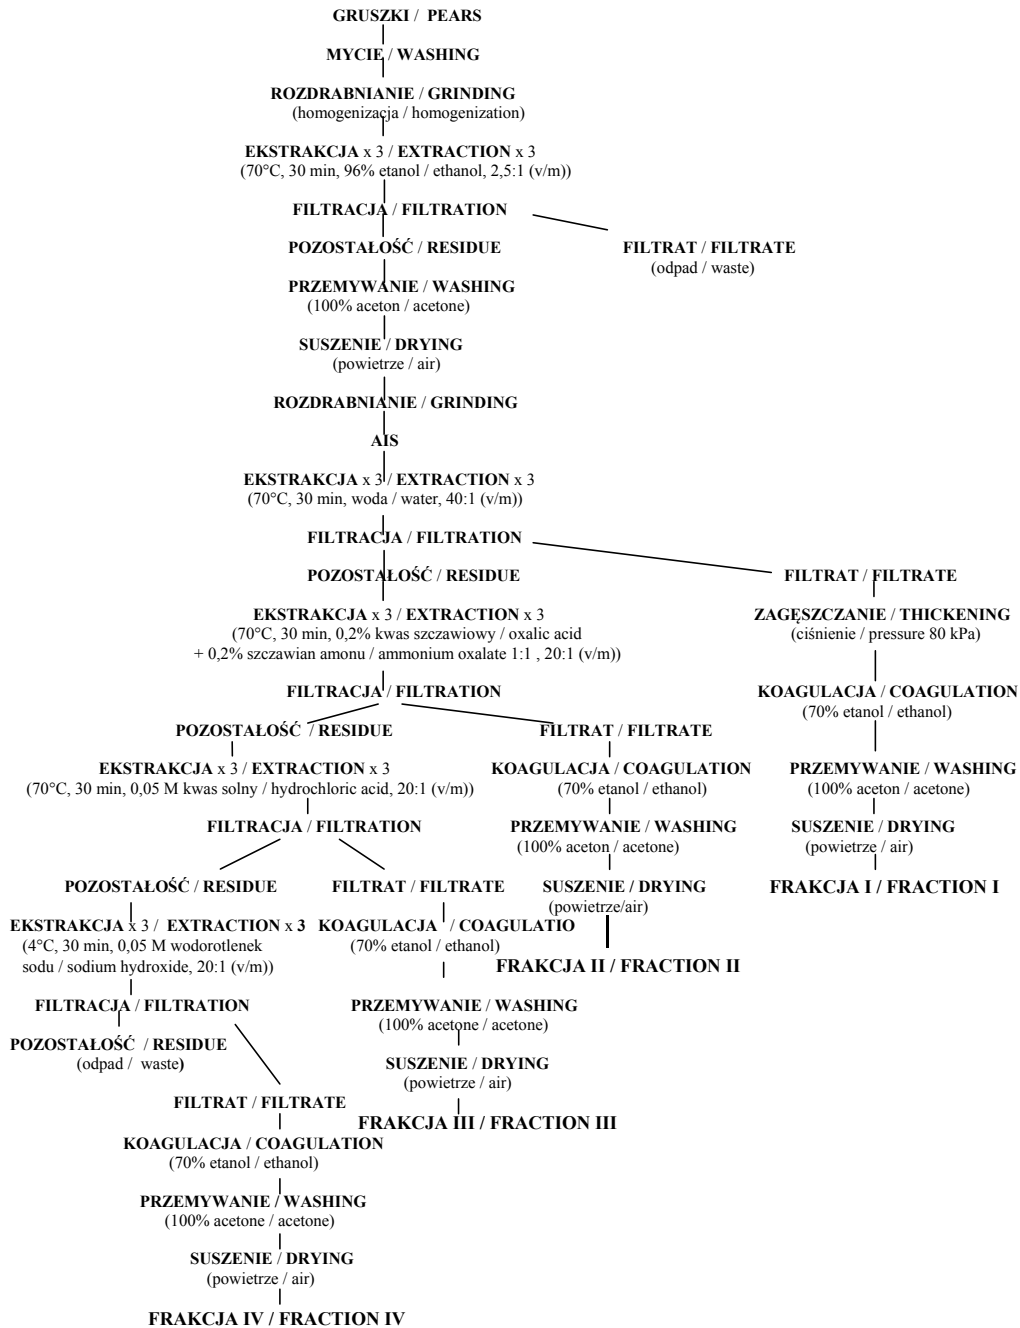 GRUSZKI / PEARS
MYCIE / WASHING
ROZDRABNIANIE / GRINDING
(homogenizacja / homogenization)
EKSTRAKCJA x 3 / EXTRACTION x 3
(70°C, 30 min, 96% etanol / ethanol, 2,5:1 (v/m))
FILTRACJA / FILTRATION
POZOSTAŁOŚĆ / RESIDUE
FILTRAT / FILTRATE
(odpad / waste)
PRZEMYWANIE / WASHING
(100% aceton / acetone)
SUSZENIE / DRYING
(powietrze / air)
ROZDRABNIANIE / GRINDING
AIS
EKSTRAKCJA x 3 / EXTRACTION x 3
(70°C, 30 min, woda / water, 40:1 (v/m))
FILTRACJA / FILTRATION
POZOSTAŁOŚĆ / RESIDUE
FILTRAT / FILTRATE
EKSTRAKCJA x 3 / EXTRACTION x 3
(70°C, 30 min, 0,2% kwas szczawiowy / oxalic acid
+ 0,2% szczawian amonu / ammonium oxalate 1:1 , 20:1 (v/m))
ZAGĘSZCZANIE / THICKENING
(ciśnienie / pressure 80 kPa)
FILTRACJA / FILTRATION
KOAGULACJA / COAGULATION
(70% etanol / ethanol)
POZOSTAŁOŚĆ / RESIDUE
FILTRAT / FILTRATE
EKSTRAKCJA x 3 / EXTRACTION x 3
(70°C, 30 min, 0,05 M kwas solny / hydrochloric acid, 20:1 (v/m))
KOAGULACJA / COAGULATION
(70% etanol / ethanol)
PRZEMYWANIE / WASHING
(100% aceton / acetone)
FILTRACJA / FILTRATION
PRZEMYWANIE / WASHING
(100% aceton / acetone)
SUSZENIE / DRYING
(powietrze / air)
POZOSTAŁOŚĆ / RESIDUE
FILTRAT / FILTRATE
SUSZENIE / DRYING
(powietrze/air)
FRAKCJA I / FRACTION I
EKSTRAKCJA x 3 / EXTRACTION x 3
(4°C, 30 min, 0,05 M wodorotlenek
sodu / sodium hydroxide, 20:1 (v/m))
KOAGULACJA / COAGULATIO
(70% etanol / ethanol)
FRAKCJA II / FRACTION II
FILTRACJA / FILTRATION
PRZEMYWANIE / WASHING
(100% acetone / acetone)
POZOSTAŁOŚĆ / RESIDUE
(odpad / waste)
SUSZENIE / DRYING
(powietrze / air)
FILTRAT / FILTRATE
FRAKCJA III / FRACTION III
KOAGULACJA / COAGULATION
(70% etanol / ethanol)
PRZEMYWANIE / WASHING
(100% acetone / acetone)
SUSZENIE / DRYING
(powietrze / air)
FRAKCJA IV / FRACTION IV